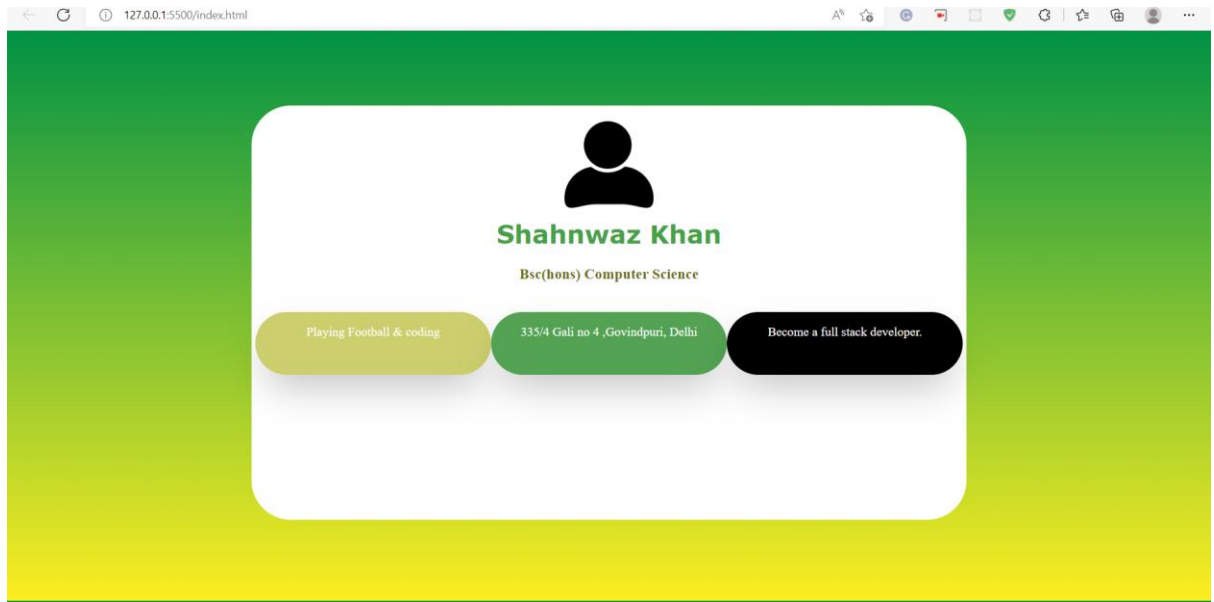 127.0.0.1:5500/index.html
Shahnwaz Khan
Bsc(hons) Computer Science
Playing Football & coding
335/4 Gali no 4 ,Govindpuri, Delhi
Become a full stack developer.